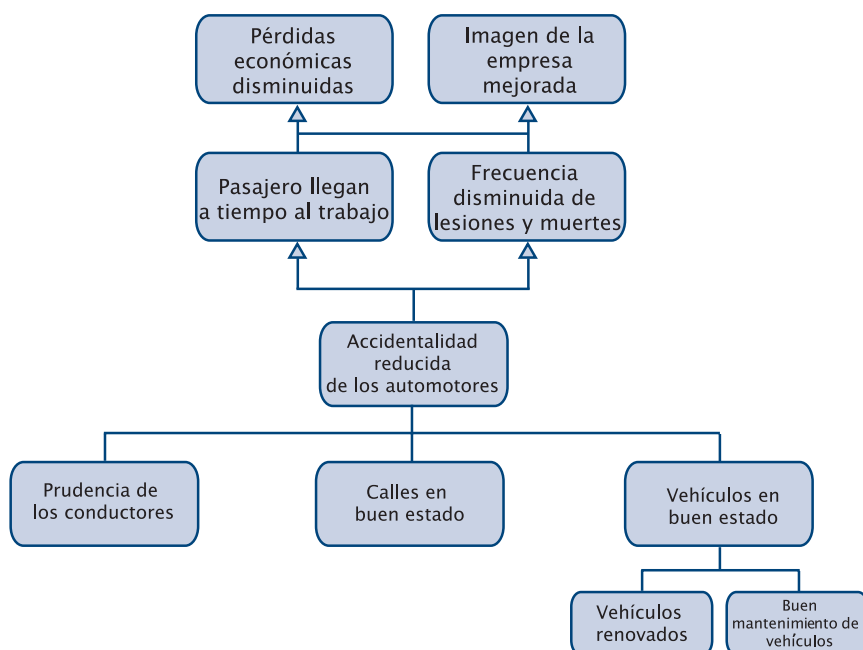 Pérdidas
económicas
disminuidas
Imagen de la
empresa
mejorada
Pasajero llegan
a tiempo al trabajo
Frecuencia
disminuida de
lesiones y muertes
Accidentalidad
reducida
de los automotores
Prudencia de
los conductores
Calles en
buen estado
Vehículos en
buen estado
Vehículos
renovados
Buen
mantenimiento de
vehículos